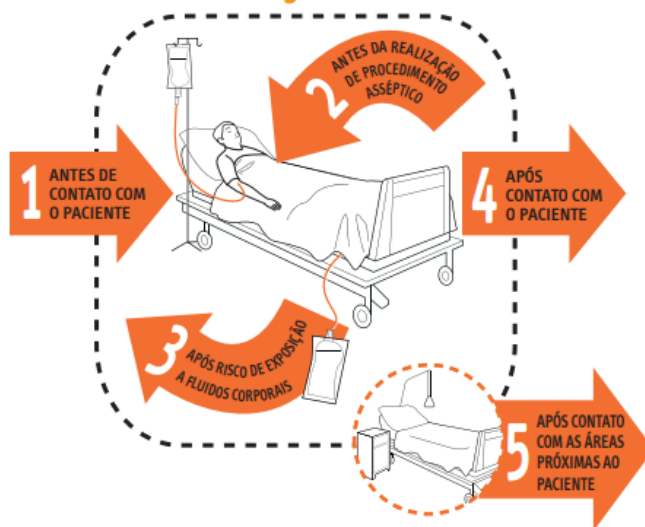 1
ANTES DE
CONTATO COM
O PACIENTE
2
ANTES DA REALIZAÇÃO
DE PROCEDIMENTO
ASSÉPTICO
3
APÓS RISCO DE EXPOSIÇÃO
A FLUIDOS CORPORAIS
4
APÓS
CONTATO COM
O PACIENTE
5
APÓS CONTATO
COM AS ÁREAS
PRÓXIMAS AO
PACIENTE